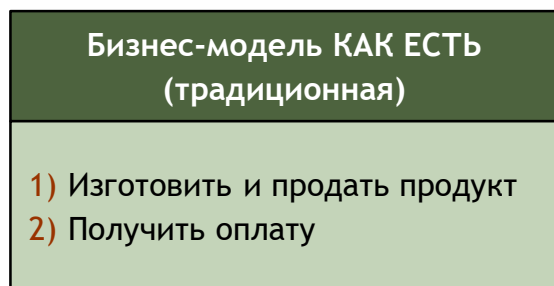 Бизнес-модель КАК ЕСТЬ
(традиционная)
1) Изготовить и продать продукт
2) Получить оплату